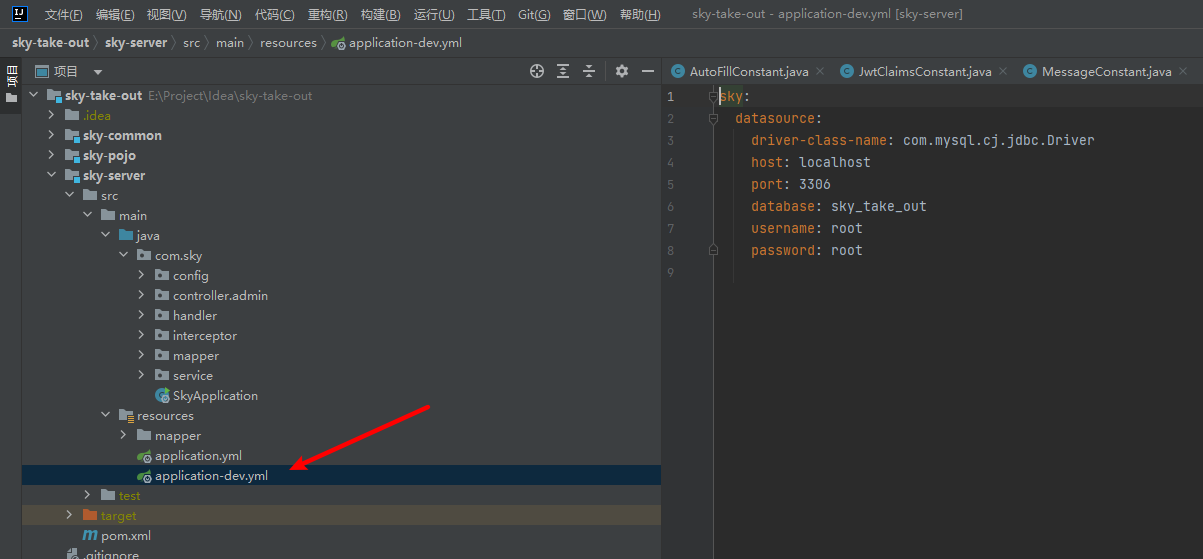 文件(F) 编辑(E) 视图(V) 导航(N) 代码(C) 重构(R) 构建(B) 运行(U) 工具(T) Git(G) 窗口(W) 帮助(H) sky-take-out - application-dev.yml [sky-server]
sky-take-out sky-server src main resources application-dev.yml
项目
项目
AutoFillConstant.java JwtClaimsConstant.java MessageConstant.java
sky-take-out E:\Project\Idea\sky-take-out
.idea
sky-common
sky-pojo
sky-server
src
main
java
com.sky
config
controller.admin
handler
interceptor
mapper
service
SkyApplication
resources
mapper
application.yml
application-dev.yml
test
target
pom.xml
.gitignore
1 sky:
2 datasource:
3 driver-class-name: com.mysql.cj.jdbc.Driver
4 host: localhost
5 port: 3306
6 database: sky_take_out
7 username: root
8 password: root
9